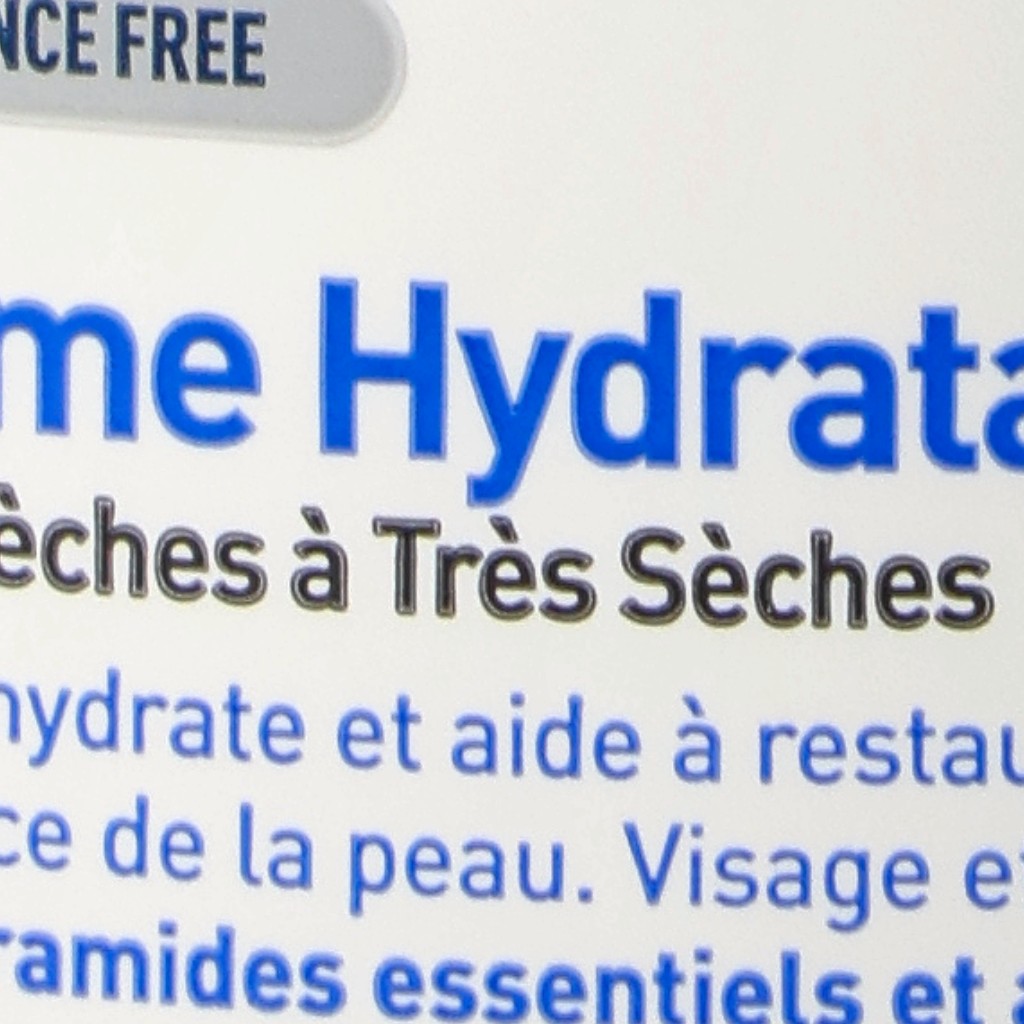 NCE FREE
me Hydrata
èches à Très Sèches
hydrate et aide à restau
ce de la peau. Visage et
ramides essentiels et a